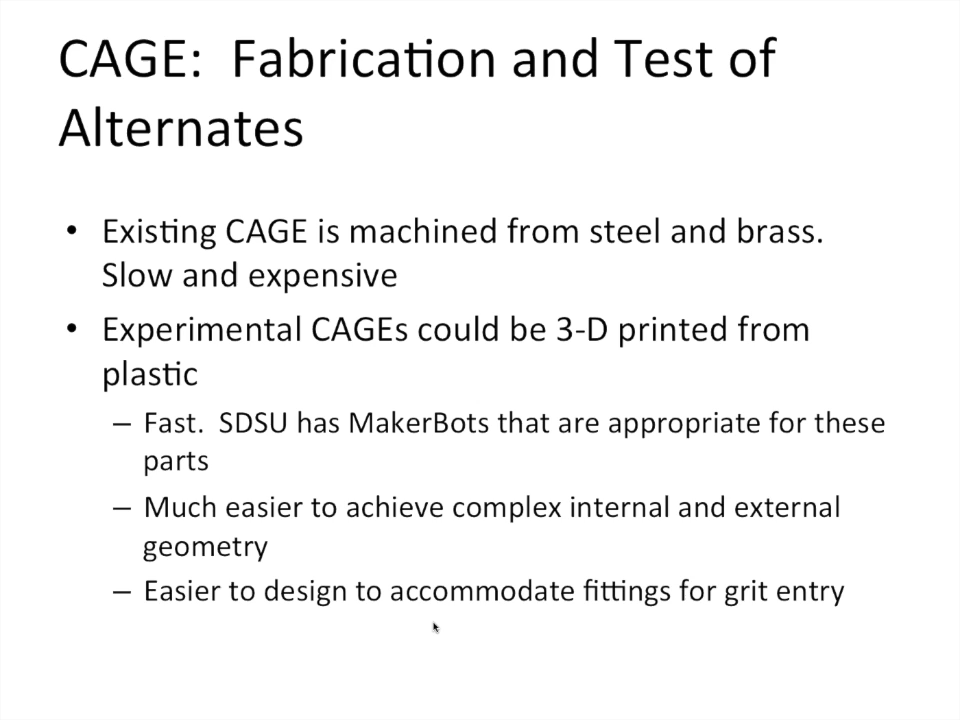 CAGE:  Fabrication and Test of
Alternates
• Existing CAGE is machined from steel and brass.
Slow and expensive
• Experimental CAGEs could be 3-D printed from
plastic
– Fast.  SDSU has MakerBots that are appropriate for these
parts
– Much easier to achieve complex internal and external
geometry
– Easier to design to accommodate fittings for grit entry